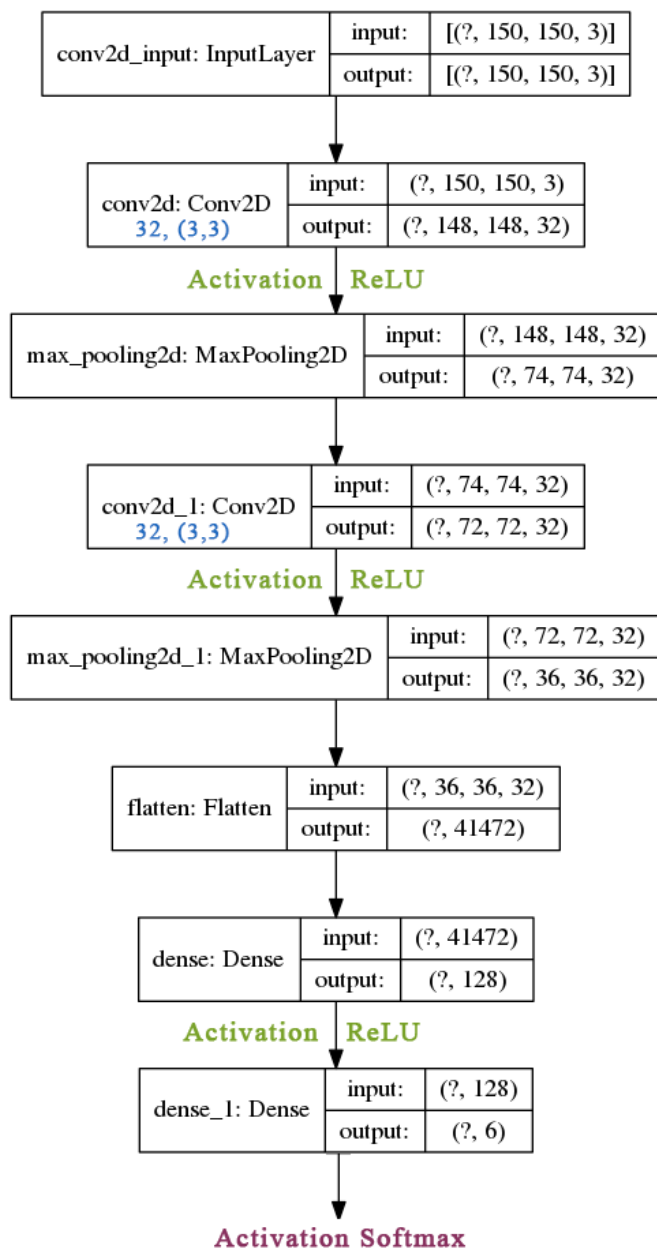 conv2d_input: InputLayer
input: [(?, 150, 150, 3)]
output: [(?, 150, 150, 3)]
conv2d: Conv2D
32, (3,3)
input: (?, 150, 150, 3)
output: (?, 148, 148, 32)
Activation ReLU
max_pooling2d: MaxPooling2D
input: (?, 148, 148, 32)
output: (?, 74, 74, 32)
conv2d_1: Conv2D
32, (3,3)
input: (?, 74, 74, 32)
output: (?, 72, 72, 32)
Activation ReLU
max_pooling2d_1: MaxPooling2D
input: (?, 72, 72, 32)
output: (?, 36, 36, 32)
flatten: Flatten
input: (?, 36, 36, 32)
output: (?, 41472)
dense: Dense
input: (?, 41472)
output: (?, 128)
Activation ReLU
dense_1: Dense
input: (?, 128)
output: (?, 6)
Activation Softmax